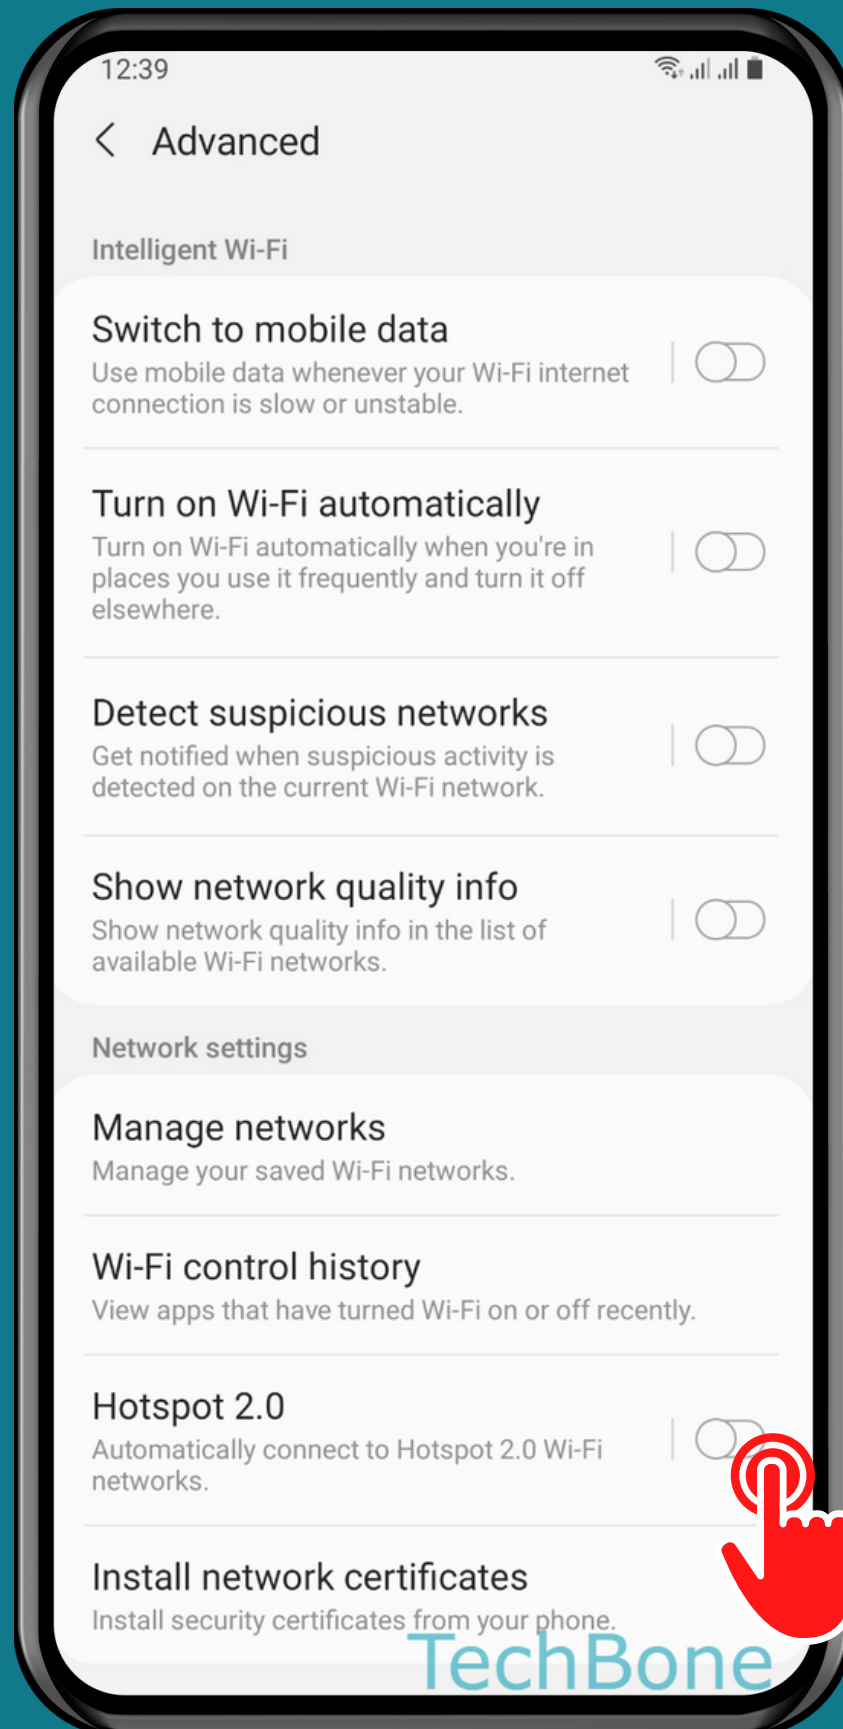 12:39
Advanced
Intelligent Wi-Fi
Switch to mobile data
Use mobile data whenever your Wi-Fi internet
connection is slow or unstable.
Turn on Wi-Fi automatically
Turn on Wi-Fi automatically when you're in
places you use it frequently and turn it off
elsewhere.
Detect suspicious networks
Get notified when suspicious activity is
detected on the current Wi-Fi network.
Show network quality info
Show network quality info in the list of
available Wi-Fi networks.
Network settings
Manage networks
Manage your saved Wi-Fi networks.
Wi-Fi control history
View apps that have turned Wi-Fi on or off recently.
Hotspot 2.0
Automatically connect to Hotspot 2.0 Wi-Fi
networks.
Install network certificates
Install security certificates from your phone.
TechBone